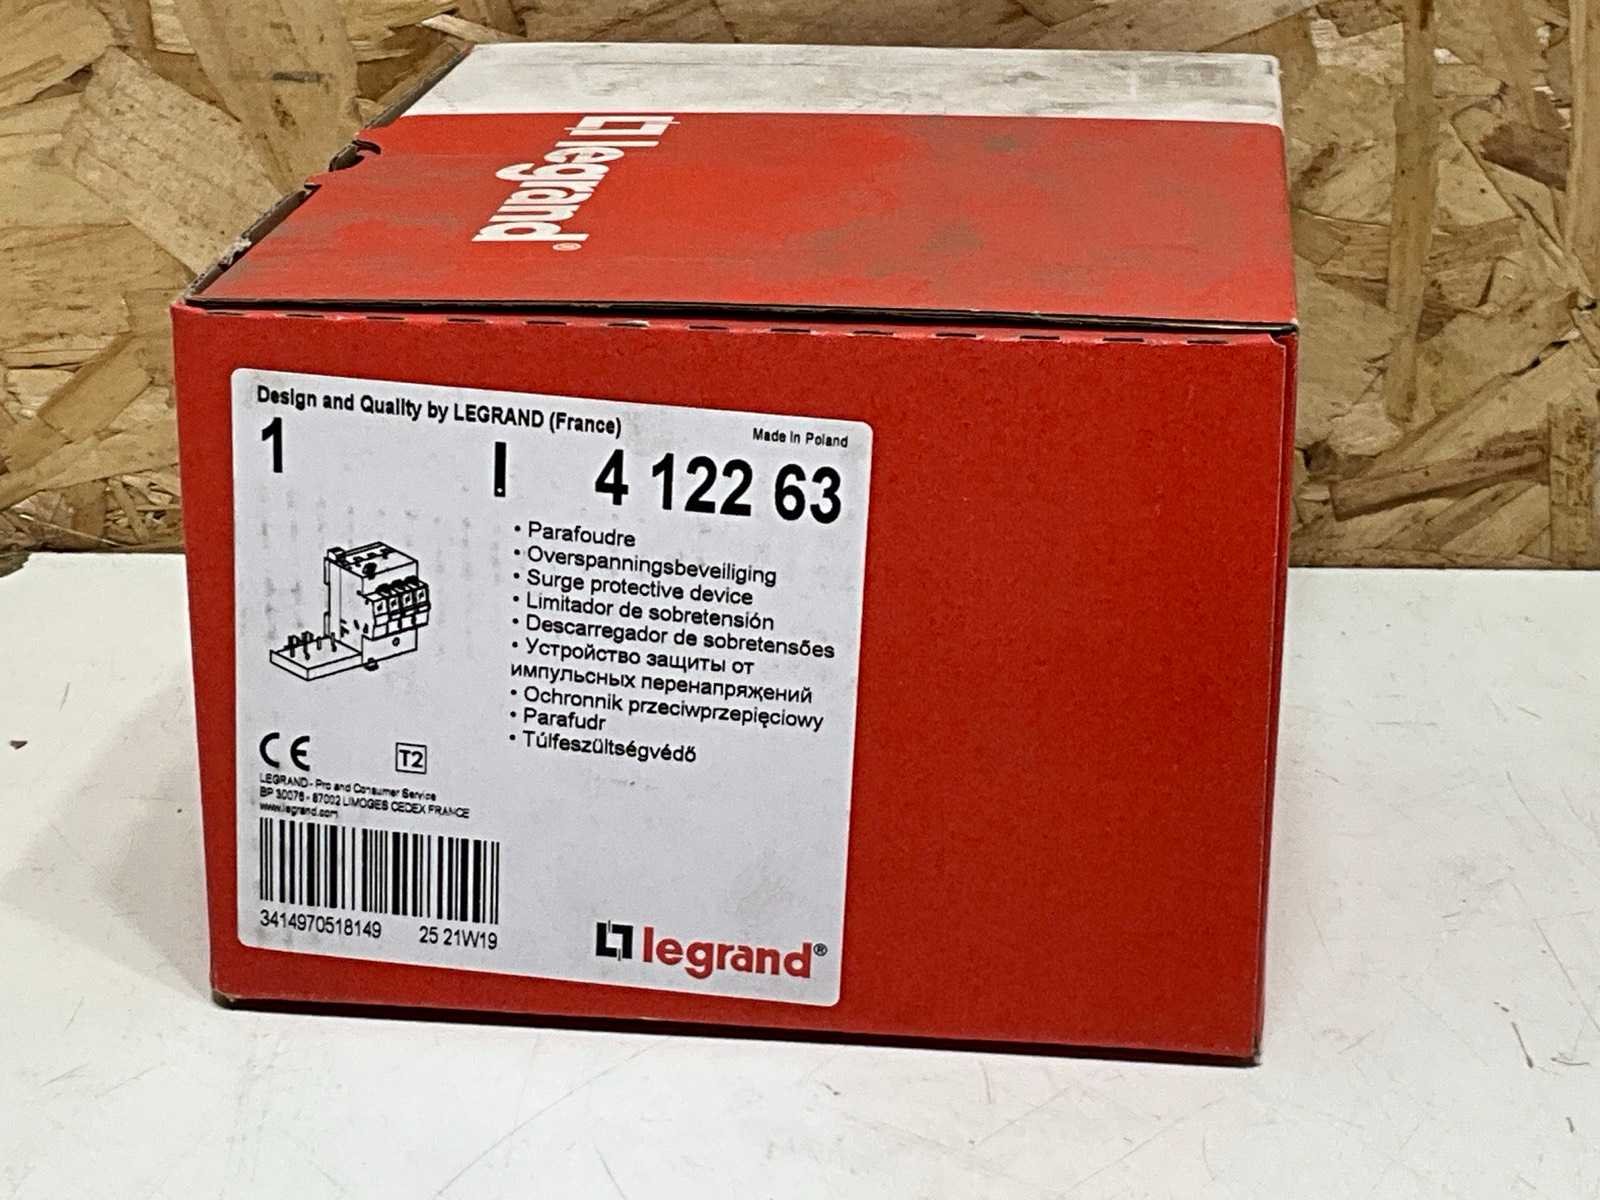 legrand®
Design and Quality by LEGRAND (France)
Made in Poland
1 ! 4 122 63
• Parafoudre
• Overspanningsbeveiliging
• Surge protective device
• Limitador de sobretensión
• Descarregador de sobretensões
• Устройство защиты от
импульсных перенапряжений
• Ochronnik przeciwprzepięciowy
• Parafudr
• Túlfeszültségvédő
CE T2
LEGRAND - Pro and Consumer Service
BP 30076 - 87002 LIMOGES CEDEX FRANCE
www.legrand.com
3414970518149 25 21W19
legrand®